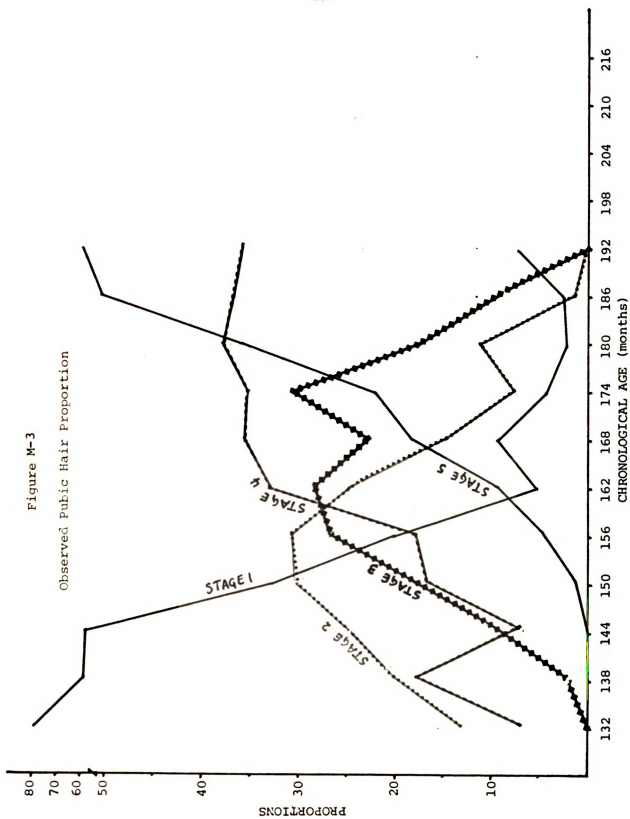 Figure M-3
Observed Pubic Hair Proportion
PROPORTIONS
80
70
60
50
40
30
20
10
STAGE 1
STAGE 2
STAGE 3
STAGE 4
STAGE 5
132 138 144 150 156 162 168 174 180 186 192 198 204 210 216
CHRONOLOGICAL AGE (months)